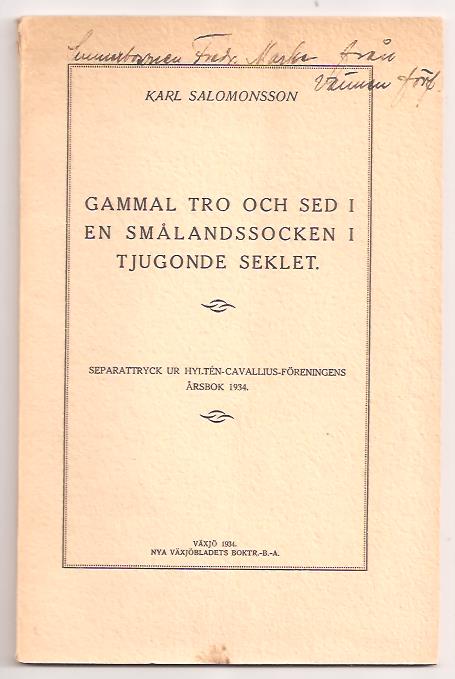 Fredr. från
Vännen förf.
KARL SALOMONSSON
GAMMAL TRO OCH SED I
EN SMÅLANDSSOCKEN I
TJUGONDE SEKLET.
SEPARATTRYCK UR HYLTÉN-CAVALLIUS-FÖRENINGENS
ÅRSBOK 1934.
VÄXJÖ 1934.
NYA VÄXJÖBLADETS BOKTR.-B.-A.